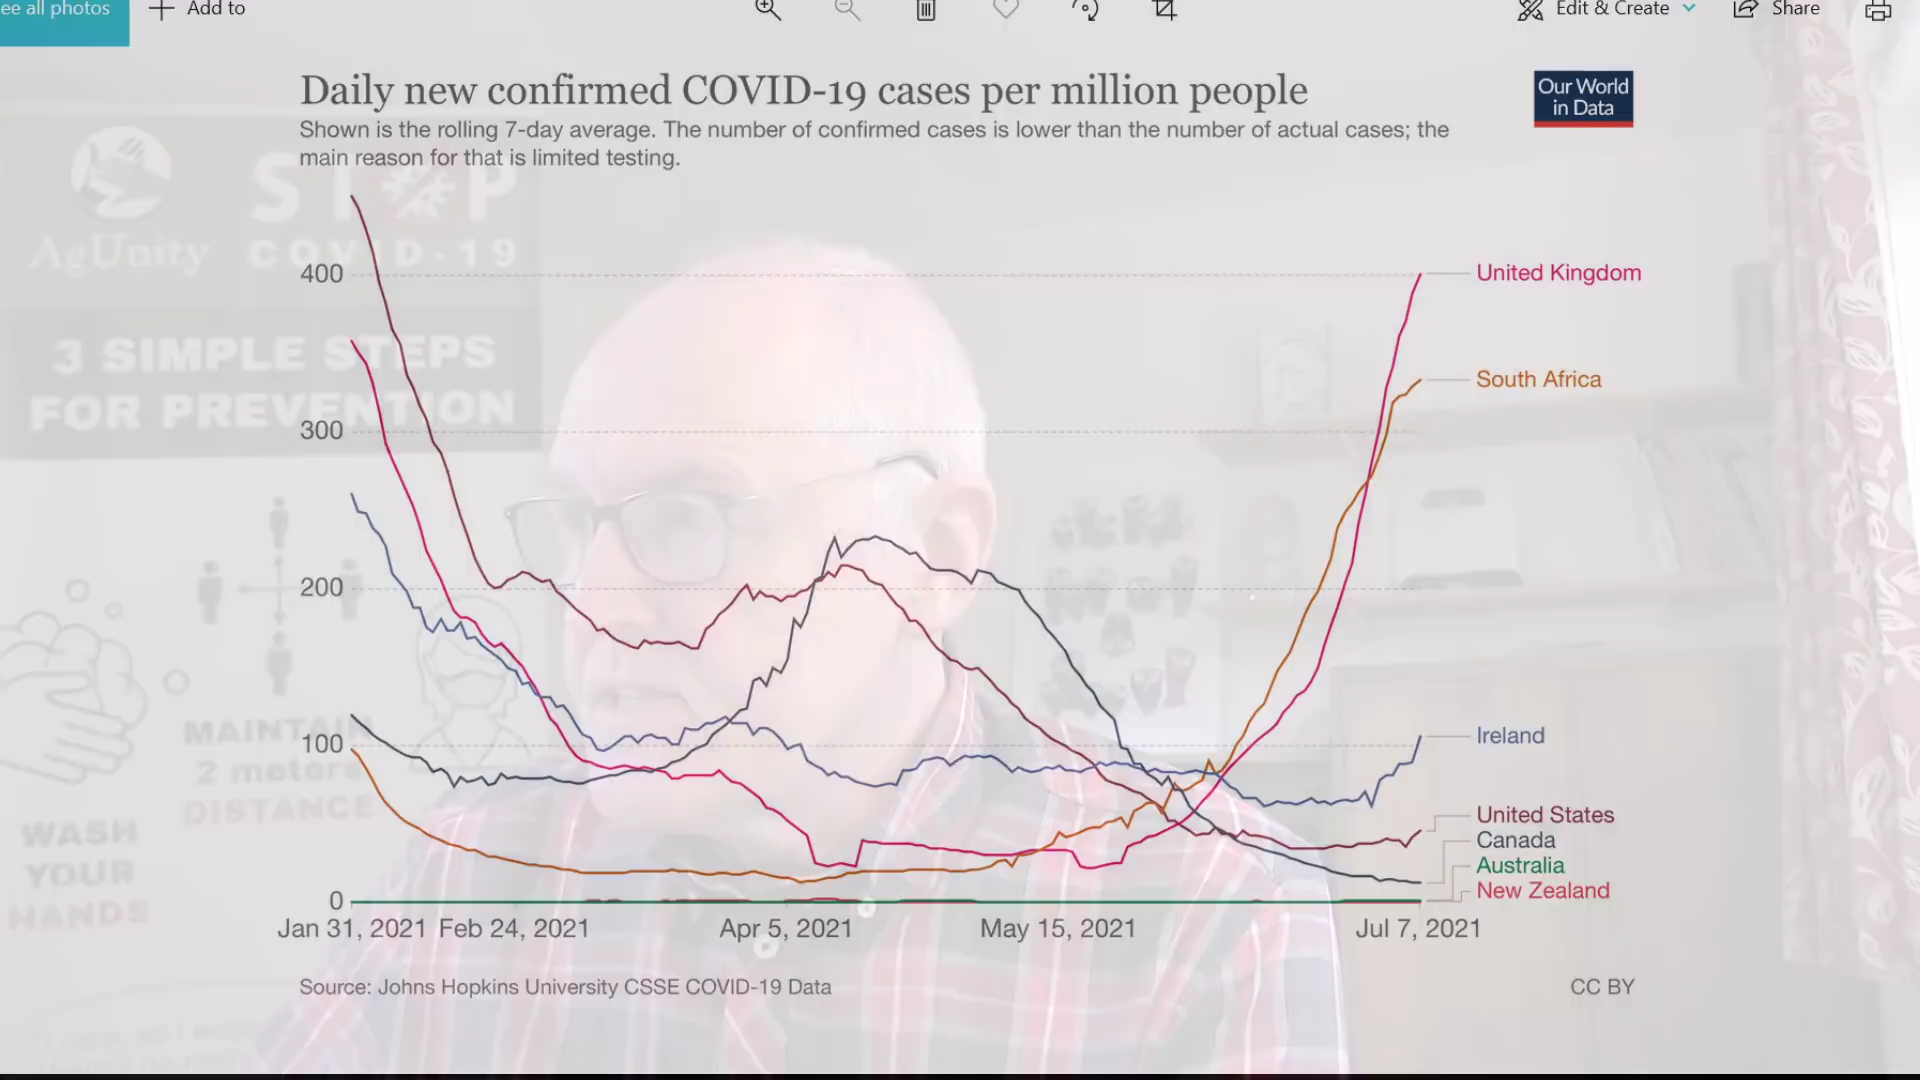 ee all photos
Add to
Edit & Create
Share
Daily new confirmed COVID-19 cases per million people
Our World
in Data
Shown is the rolling 7-day average. The number of confirmed cases is lower than the number of actual cases; the
main reason for that is limited testing.
AgUnity
STOP
COVID-19
3 SIMPLE STEPS
FOR PREVENTION
MAINTAIN
2 meters
DISTANCE
WASH
YOUR
HANDS
400
300
200
100
0
United Kingdom
South Africa
Ireland
United States
Canada
Australia
New Zealand
Jan 31, 2021
Feb 24, 2021
Apr 5, 2021
May 15, 2021
Jul 7, 2021
Source: Johns Hopkins University CSSE COVID-19 Data
CC BY